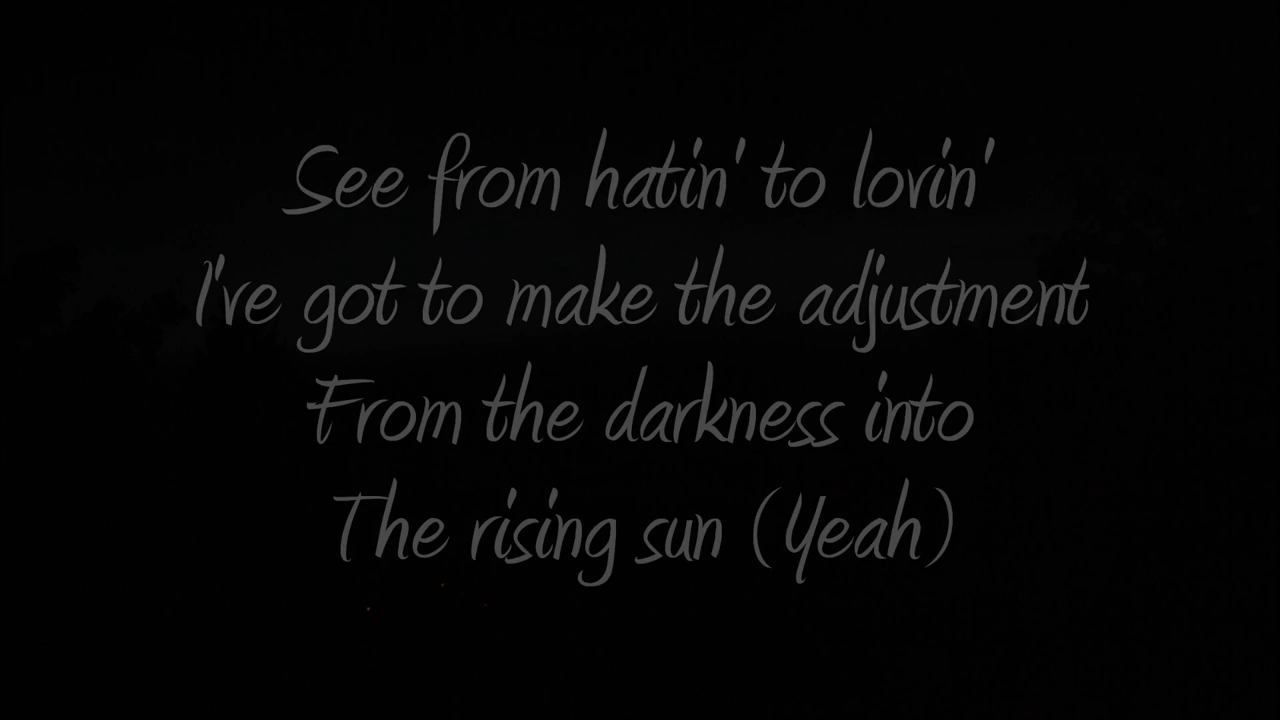 See from hatin' to lovin'
I've got to make the adjustment
From the darkness into
The rising sun (Yeah)